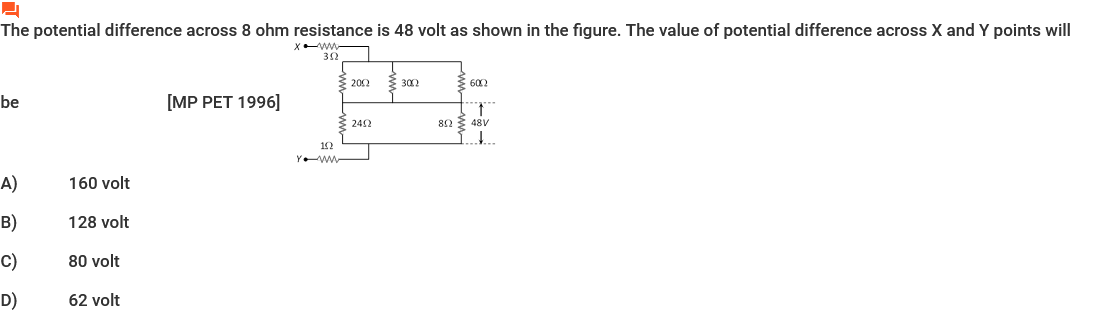 The potential difference across 8 ohm resistance is 48 volt as shown in the figure. The value of potential difference across X and Y points will
X
3Ω
20Ω 30Ω 60Ω
be [MP PET 1996]
24Ω 8Ω 48V
1Ω
Y
A) 160 volt
B) 128 volt
C) 80 volt
D) 62 volt